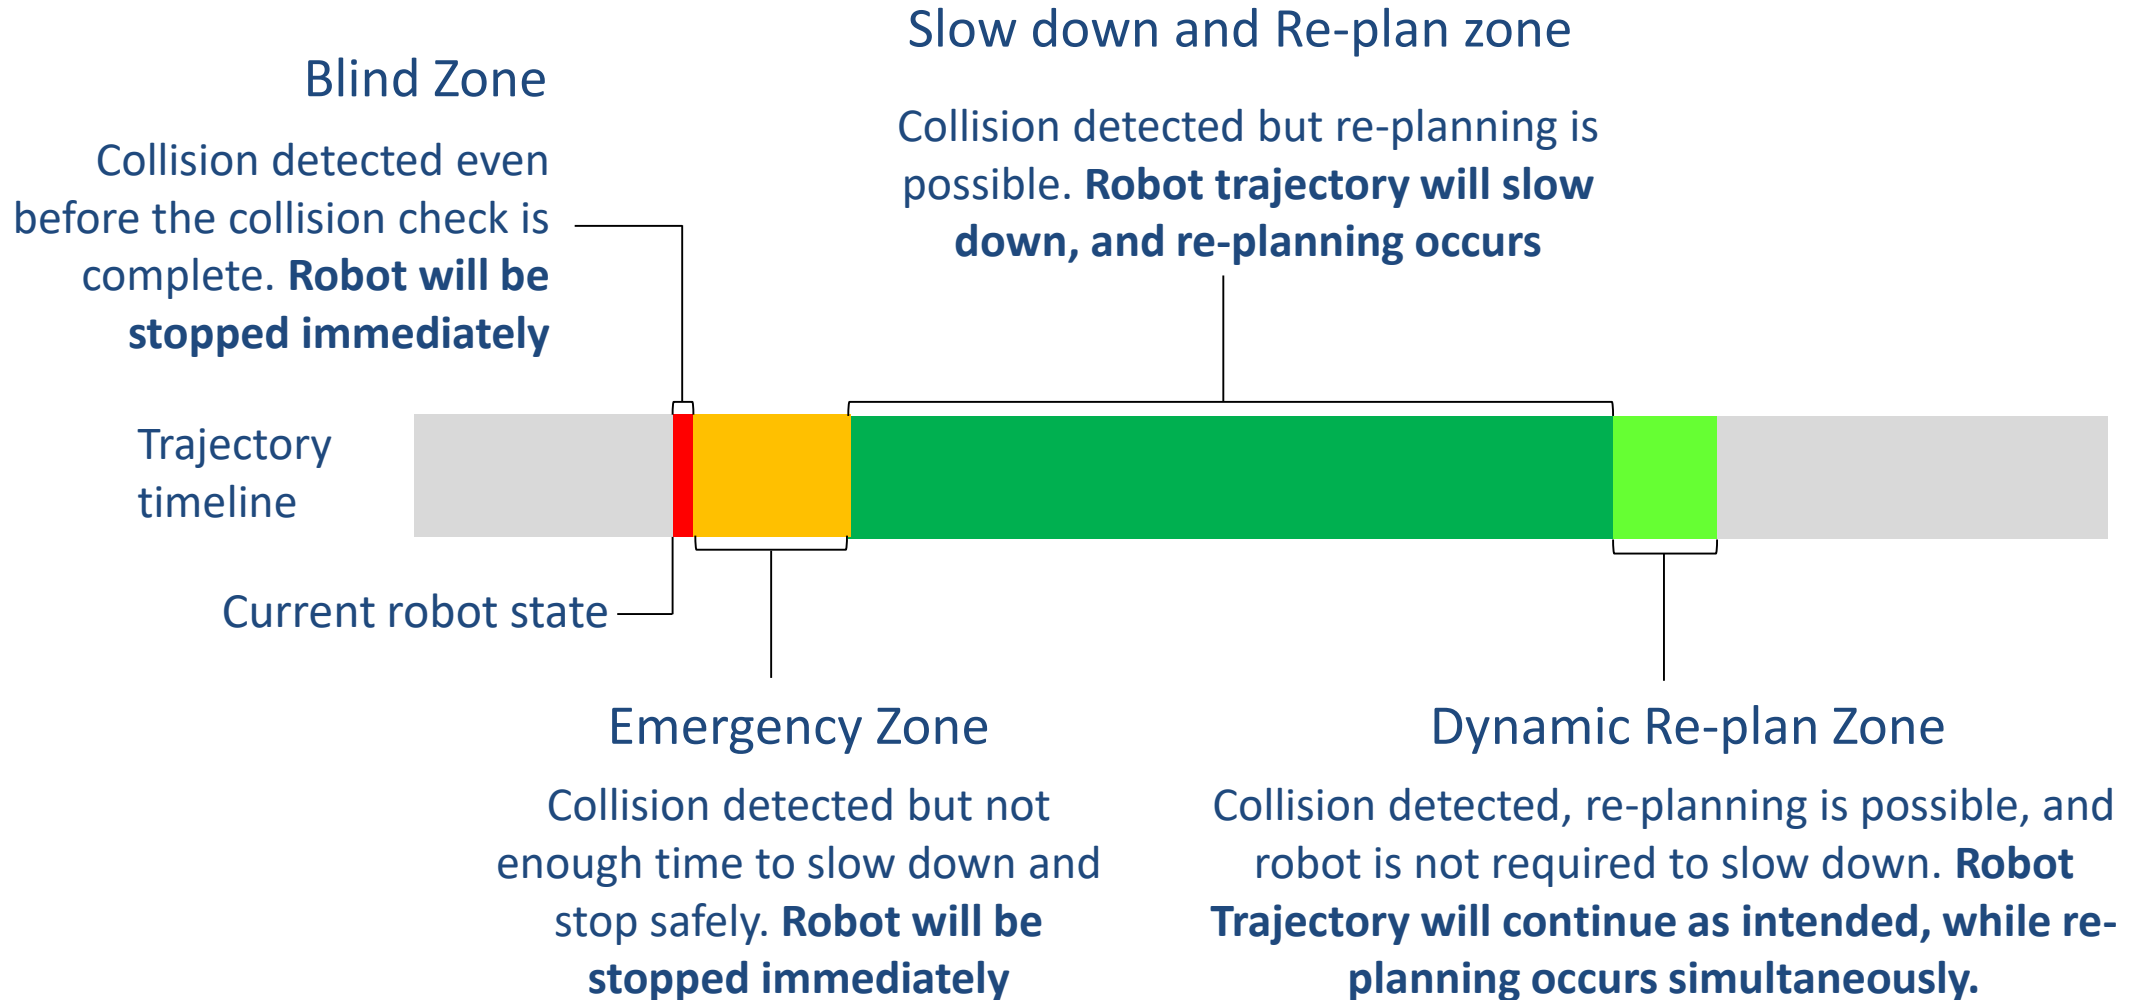 Slow down and Re-plan zone
Blind Zone
Collision detected but re-planning is
possible. Robot trajectory will slow
down, and re-planning occurs
Collision detected even
before the collision check is
complete. Robot will be
stopped immediately
Trajectory
timeline
Current robot state
Emergency Zone
Collision detected but not
enough time to slow down and
stop safely. Robot will be
stopped immediately
Dynamic Re-plan Zone
Collision detected, re-planning is possible, and
robot is not required to slow down. Robot
Trajectory will continue as intended, while re-
planning occurs simultaneously.